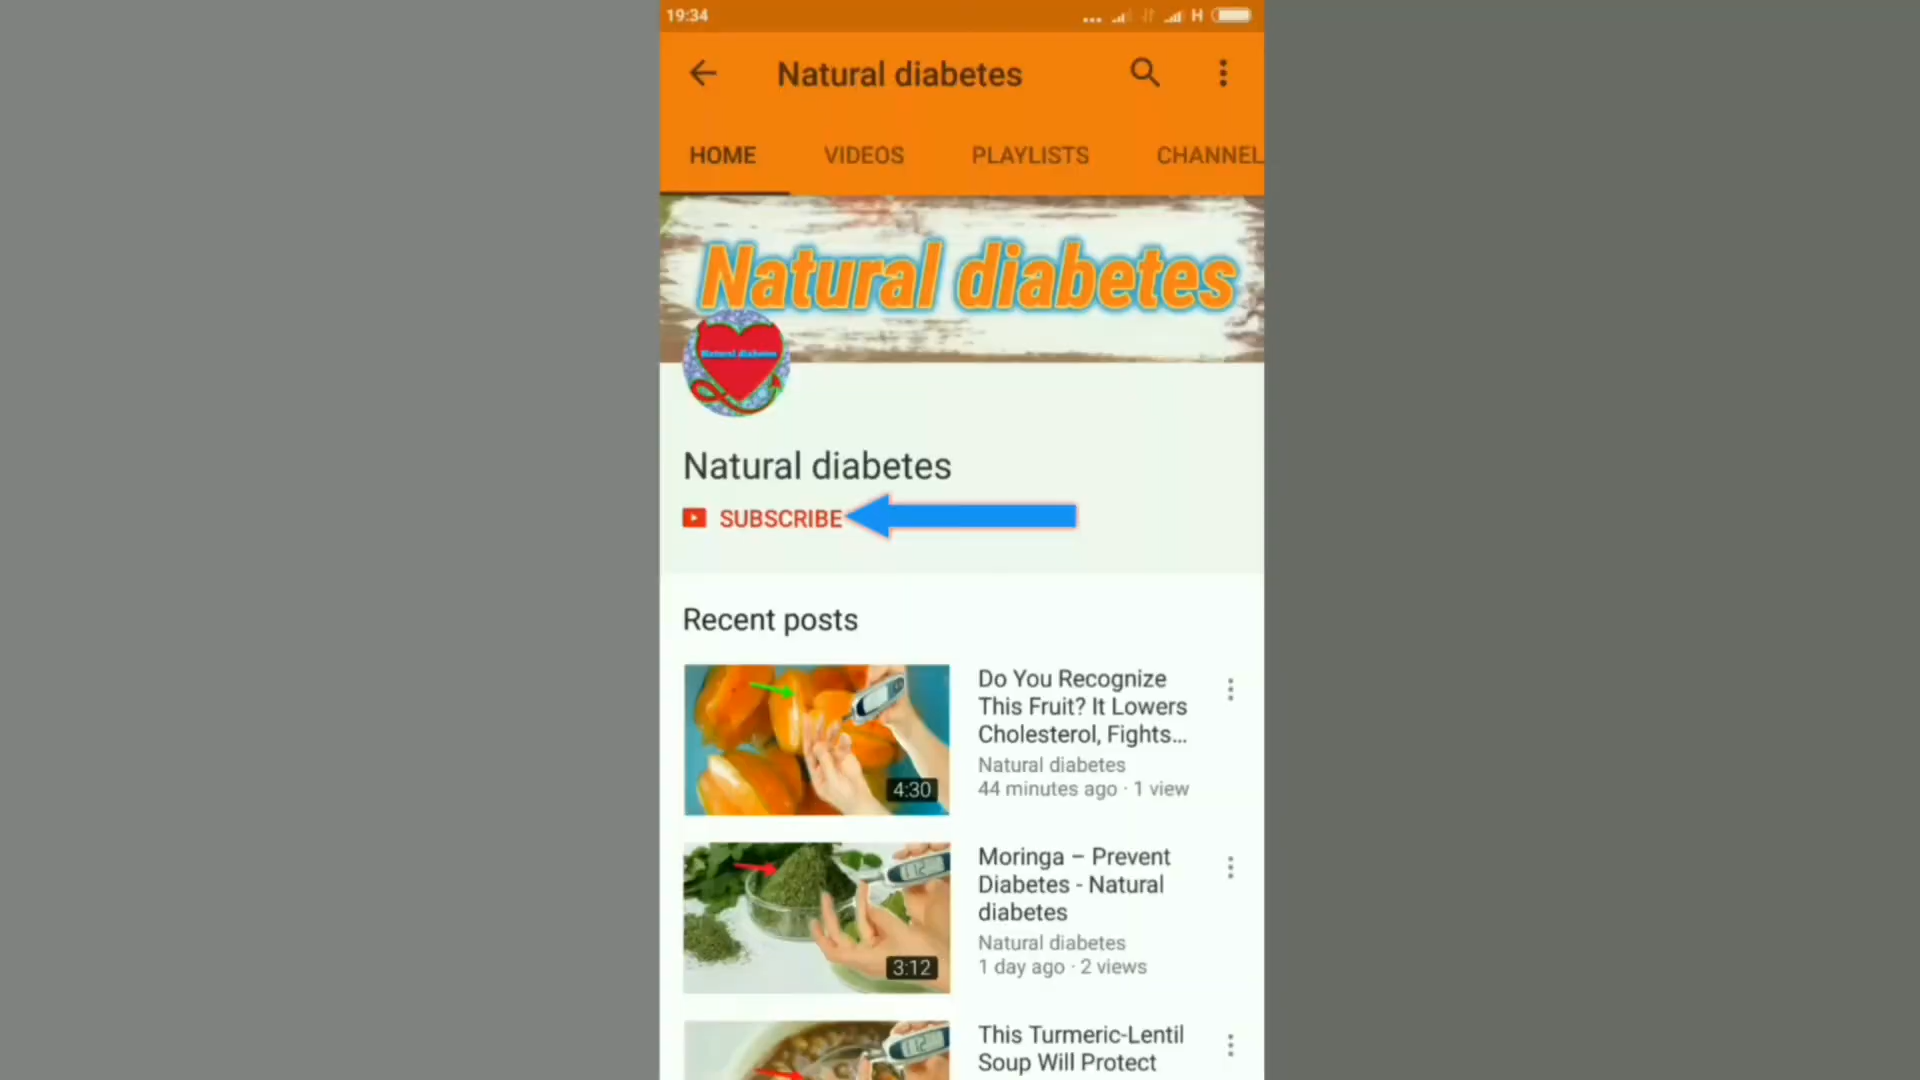 19:34
H
Natural diabetes
HOME VIDEOS PLAYLISTS CHANNEL
Natural diabetes
Natural diabetes
Natural diabetes
SUBSCRIBE
Recent posts
Do You Recognize
This Fruit? It Lowers
Cholesterol, Fights...
Natural diabetes
44 minutes ago · 1 view
4:30
Moringa – Prevent
Diabetes - Natural
diabetes
Natural diabetes
1 day ago · 2 views
3:12
This Turmeric-Lentil
Soup Will Protect